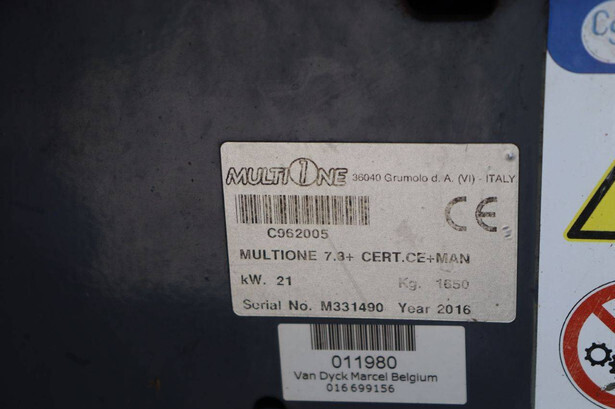 MULTIONE 36040 Grumolo d. A. (VI) - ITALY
C962005
CE
MULTIONE 7.3+ CERT.CE+MAN
kW. 21 Kg. 1650
Serial No. M331490 Year 2016
011980
Van Dyck Marcel Belgium
016 699156